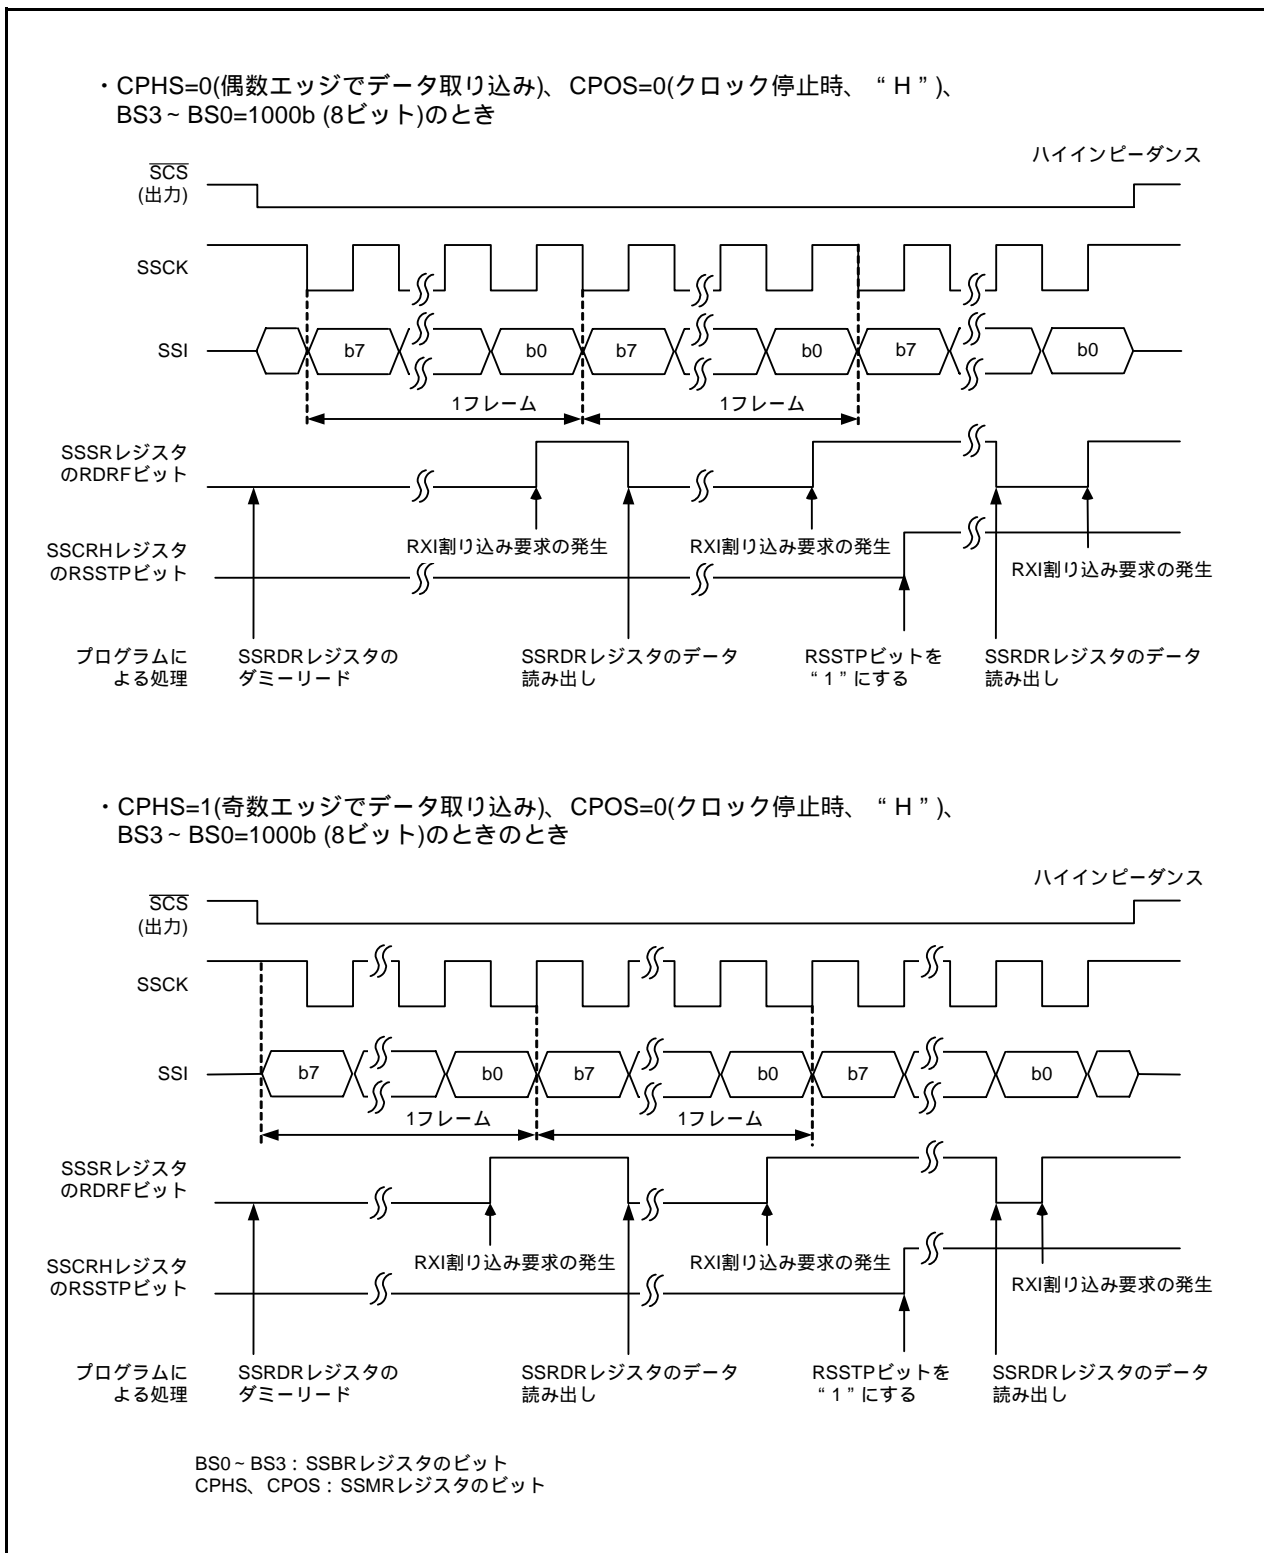 ・CPHS=0(偶数エッジでデータ取り込み)、CPOS=0(クロック停止時、“H”)、
BS3~BS0=1000b (8ビット)のとき
ハイインピーダンス
SCS
(出力)
SSCK
SSI
b7
b0
b7
b0
b7
b0
1フレーム
1フレーム
SSSRレジスタ
のRDRFビット
RXI割り込み要求の発生
RXI割り込み要求の発生
RXI割り込み要求の発生
SSCRHレジスタ
のRSSTPビット
プログラムに
よる処理
SSRDRレジスタの
ダミーリード
SSRDRレジスタのデータ
読み出し
RSSTPビットを
“1”にする
SSRDRレジスタのデータ
読み出し
・CPHS=1(奇数エッジでデータ取り込み)、CPOS=0(クロック停止時、“H”)、
BS3~BS0=1000b (8ビット)のときのとき
ハイインピーダンス
SCS
(出力)
SSCK
SSI
b7
b0
b7
b0
b7
b0
1フレーム
1フレーム
SSSRレジスタ
のRDRFビット
RXI割り込み要求の発生
RXI割り込み要求の発生
RXI割り込み要求の発生
SSCRHレジスタ
のRSSTPビット
プログラムに
よる処理
SSRDRレジスタの
ダミーリード
SSRDRレジスタのデータ
読み出し
RSSTPビットを
“1”にする
SSRDRレジスタのデータ
読み出し
BS0~BS3:SSBRレジスタのビット
CPHS、CPOS:SSMRレジスタのビット